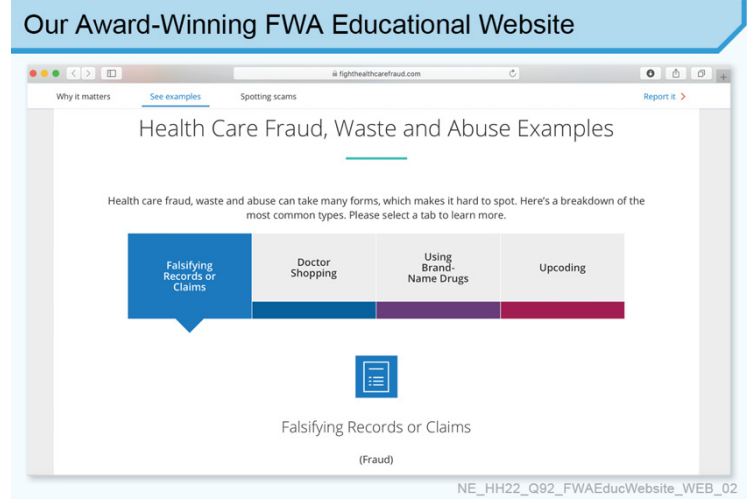 Our Award-Winning FWA Educational Website
fighthealthcarefraud.com
Why it matters See examples Spotting scams Report it >
Health Care Fraud, Waste and Abuse Examples
Health care fraud, waste and abuse can take many forms, which makes it hard to spot. Here's a breakdown of the
most common types. Please select a tab to learn more.
Falsifying
Records or
Claims
Doctor
Shopping
Using
Brand-
Name Drugs
Upcoding
Falsifying Records or Claims
(Fraud)
NE_HH22_Q92_FWAEducWebsite_WEB_02